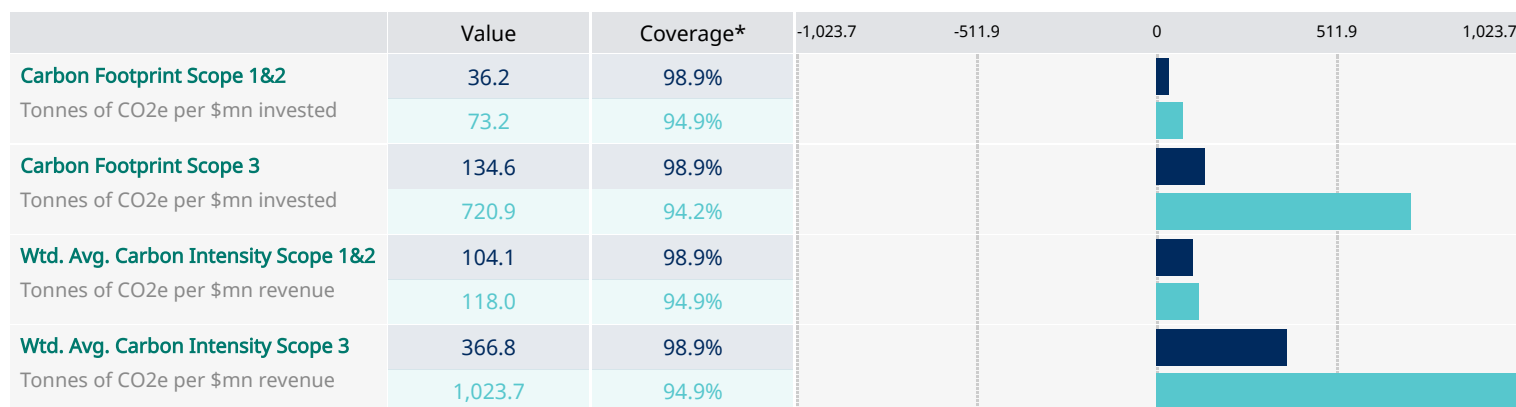 Value Coverage* -1,023.7 -511.9 0 511.9 1,023.7
Carbon Footprint Scope 1&2 36.2 98.9%
Tonnes of CO2e per $mn invested 73.2 94.9%
Carbon Footprint Scope 3 134.6 98.9%
Tonnes of CO2e per $mn invested 720.9 94.2%
Wtd. Avg. Carbon Intensity Scope 1&2 104.1 98.9%
Tonnes of CO2e per $mn revenue 118.0 94.9%
Wtd. Avg. Carbon Intensity Scope 3 366.8 98.9%
Tonnes of CO2e per $mn revenue 1,023.7 94.9%